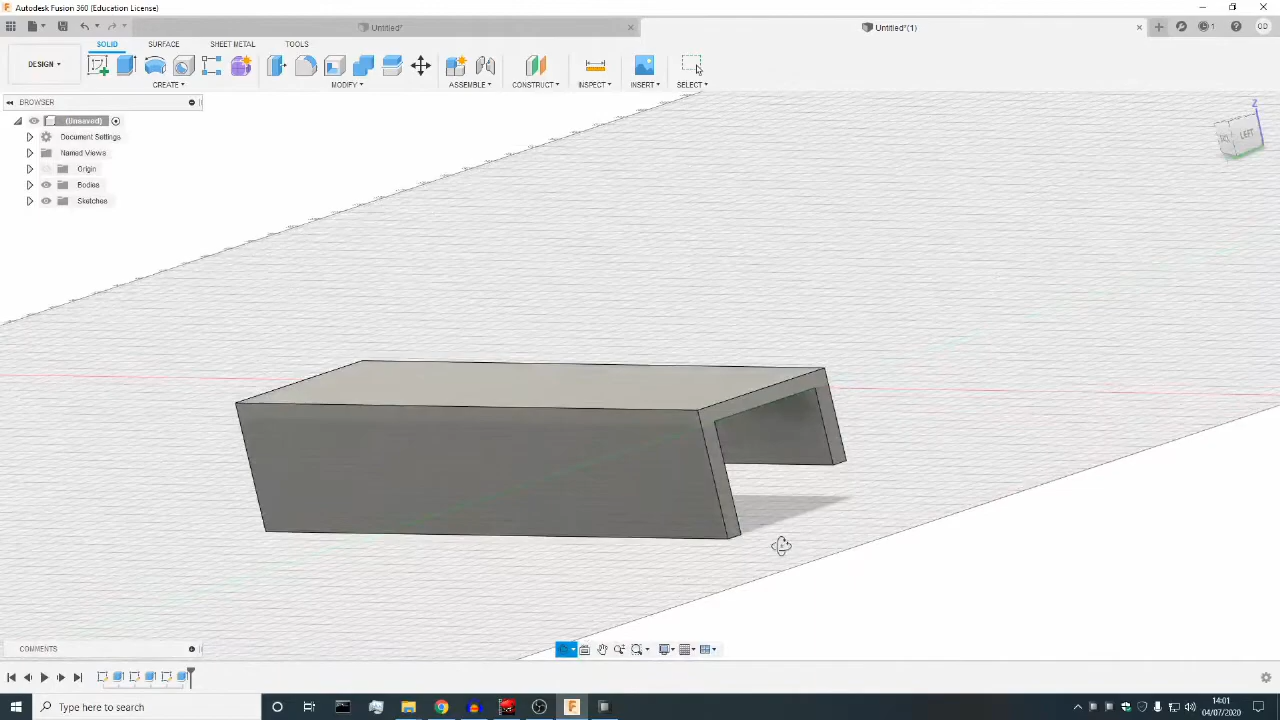 Autodesk Fusion 360 (Education License)
Untitled*
Untitled*(1)
1
OD
SOLID
SURFACE
SHEET METAL
TOOLS
DESIGN
CREATE
MODIFY
ASSEMBLE
CONSTRUCT
INSPECT
INSERT
SELECT
BROWSER
(Unsaved)
Document Settings
Named Views
Origin
Bodies
Sketches
Z
LEFT
COMMENTS
Type here to search
14:01
04/07/2020